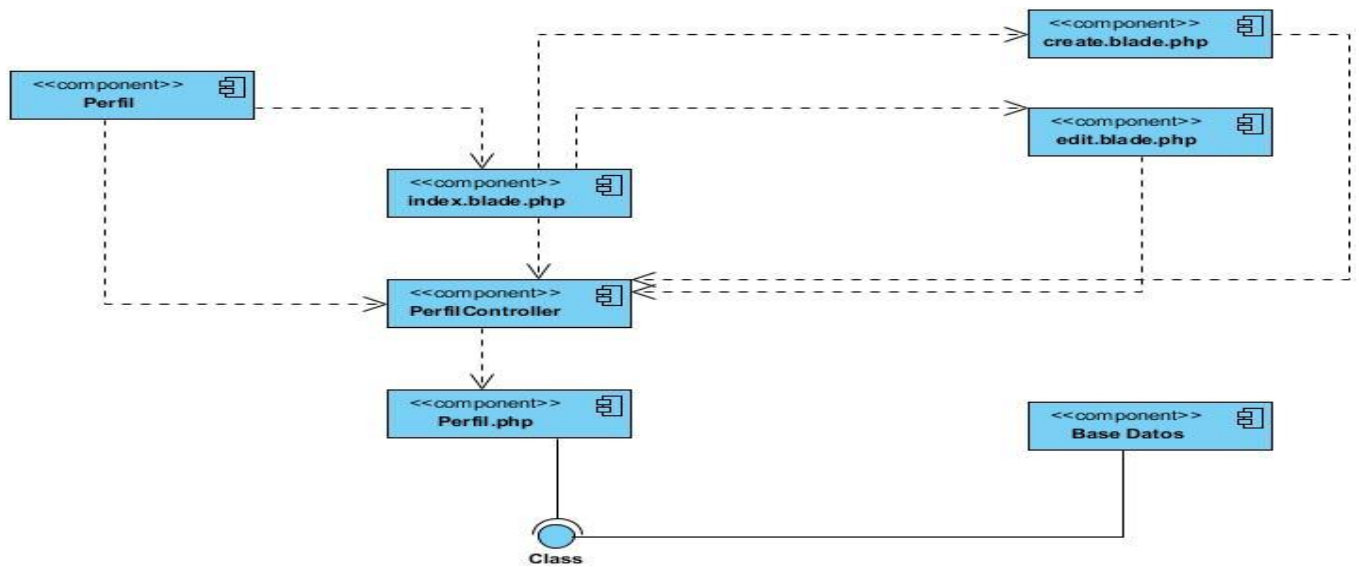 <<component>>
create.blade.php
<<component>>
Perfil
<<component>>
edit.blade.php
<<component>>
index.blade.php
<<component>>
PerfilController
<<component>>
Perfil.php
<<component>>
Base Datos
Class